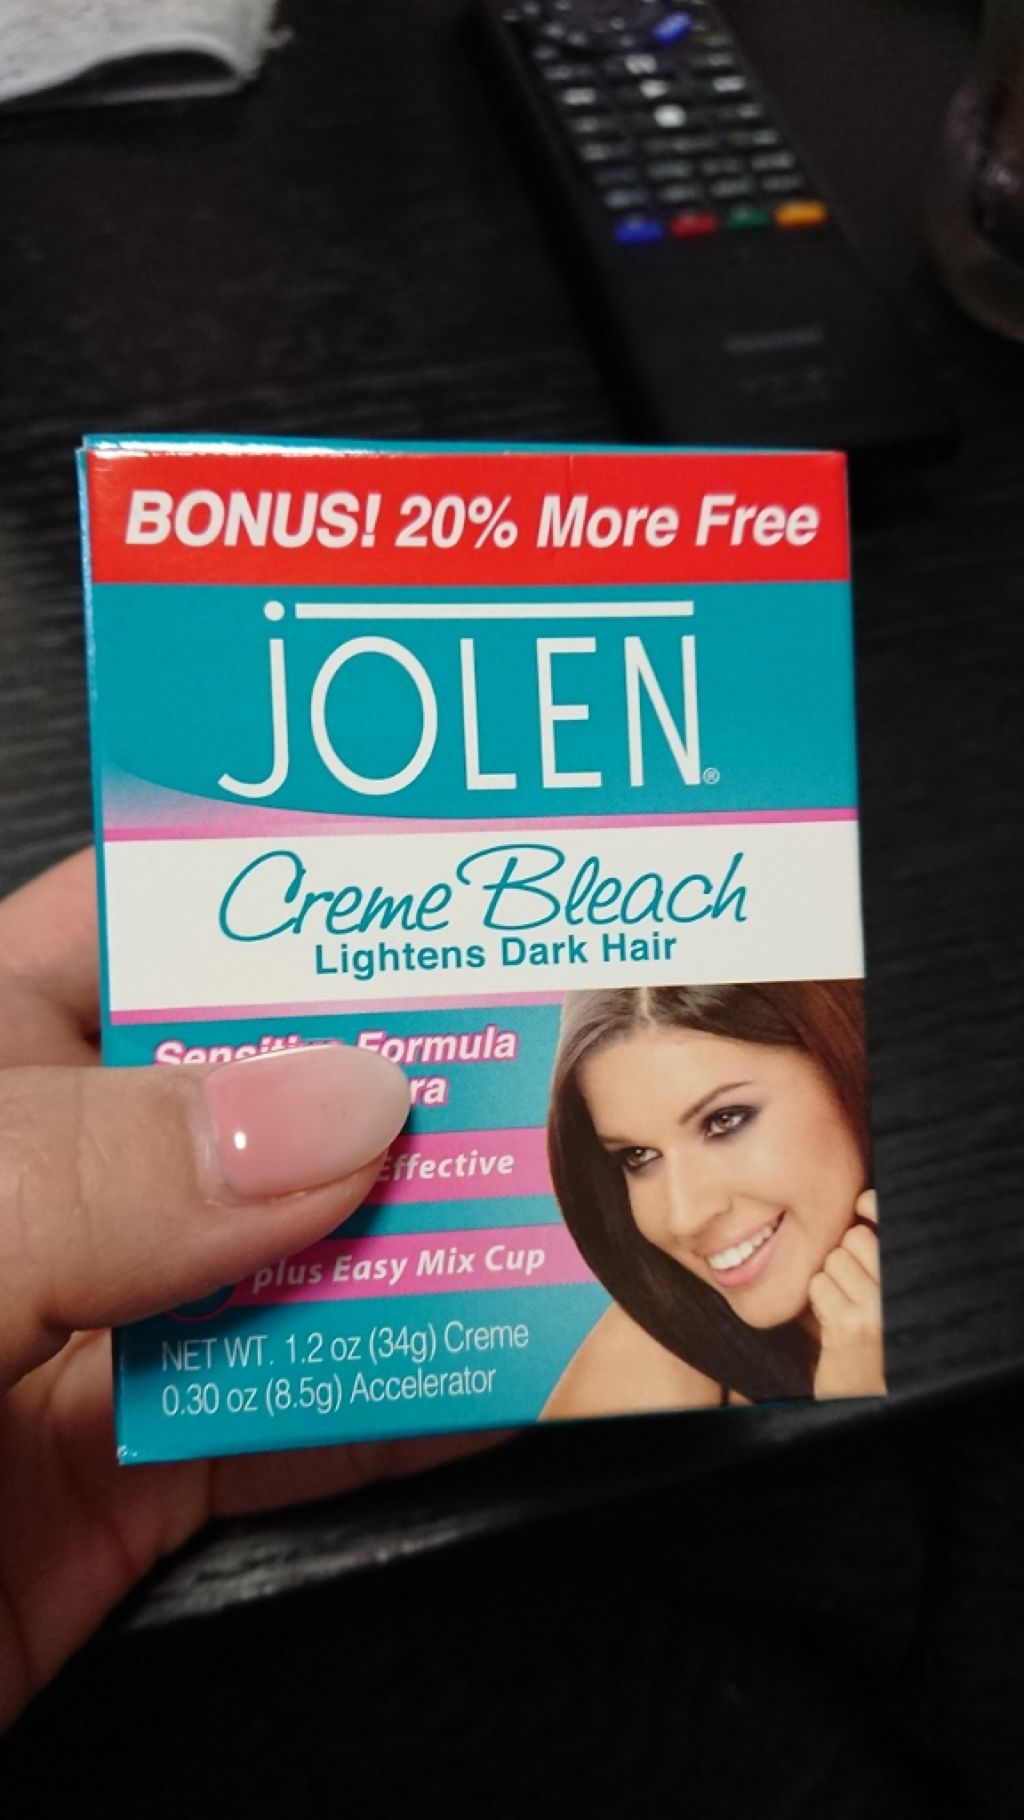 BONUS! 20% More Free
JOLEN®
Creme Bleach
Lightens Dark Hair
Formula
Effective
plus Easy Mix Cup
NET WT. 1.2 oz (34g) Creme
0.30 oz (8.5g) Accelerator